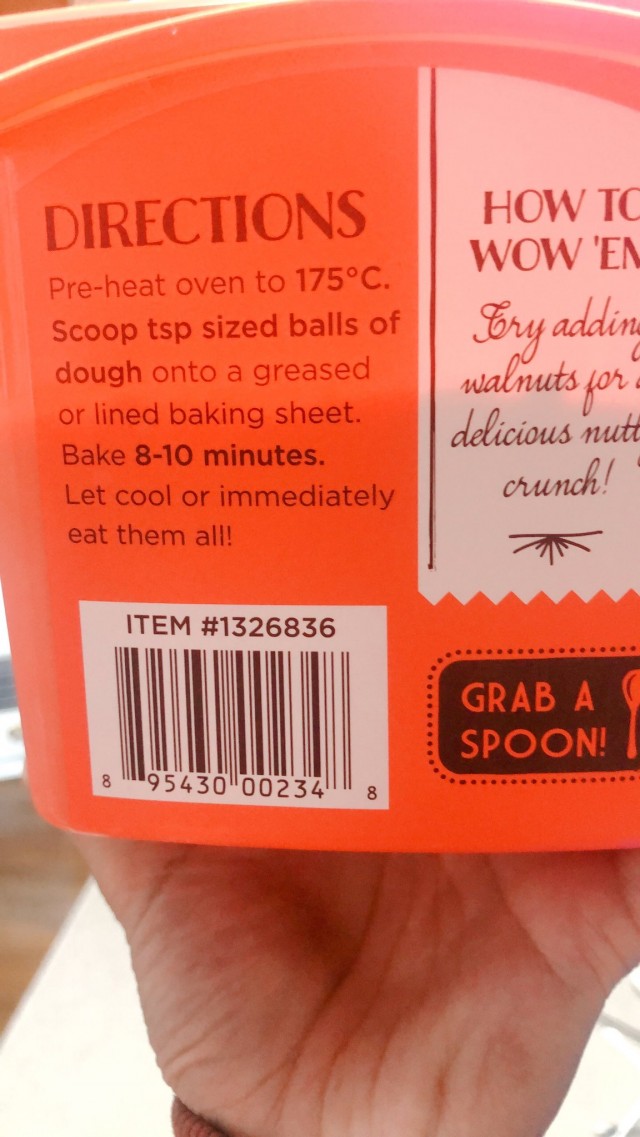 DIRECTIONS
Pre-heat oven to 175°C.
Scoop tsp sized balls of
dough onto a greased
or lined baking sheet.
Bake 8-10 minutes.
Let cool or immediately
eat them all!
HOW TO
WOW 'EM
Try adding
walnuts for a
delicious nutt
crunch!
ITEM #1326836
8 95430 00234 8
GRAB A
SPOON!